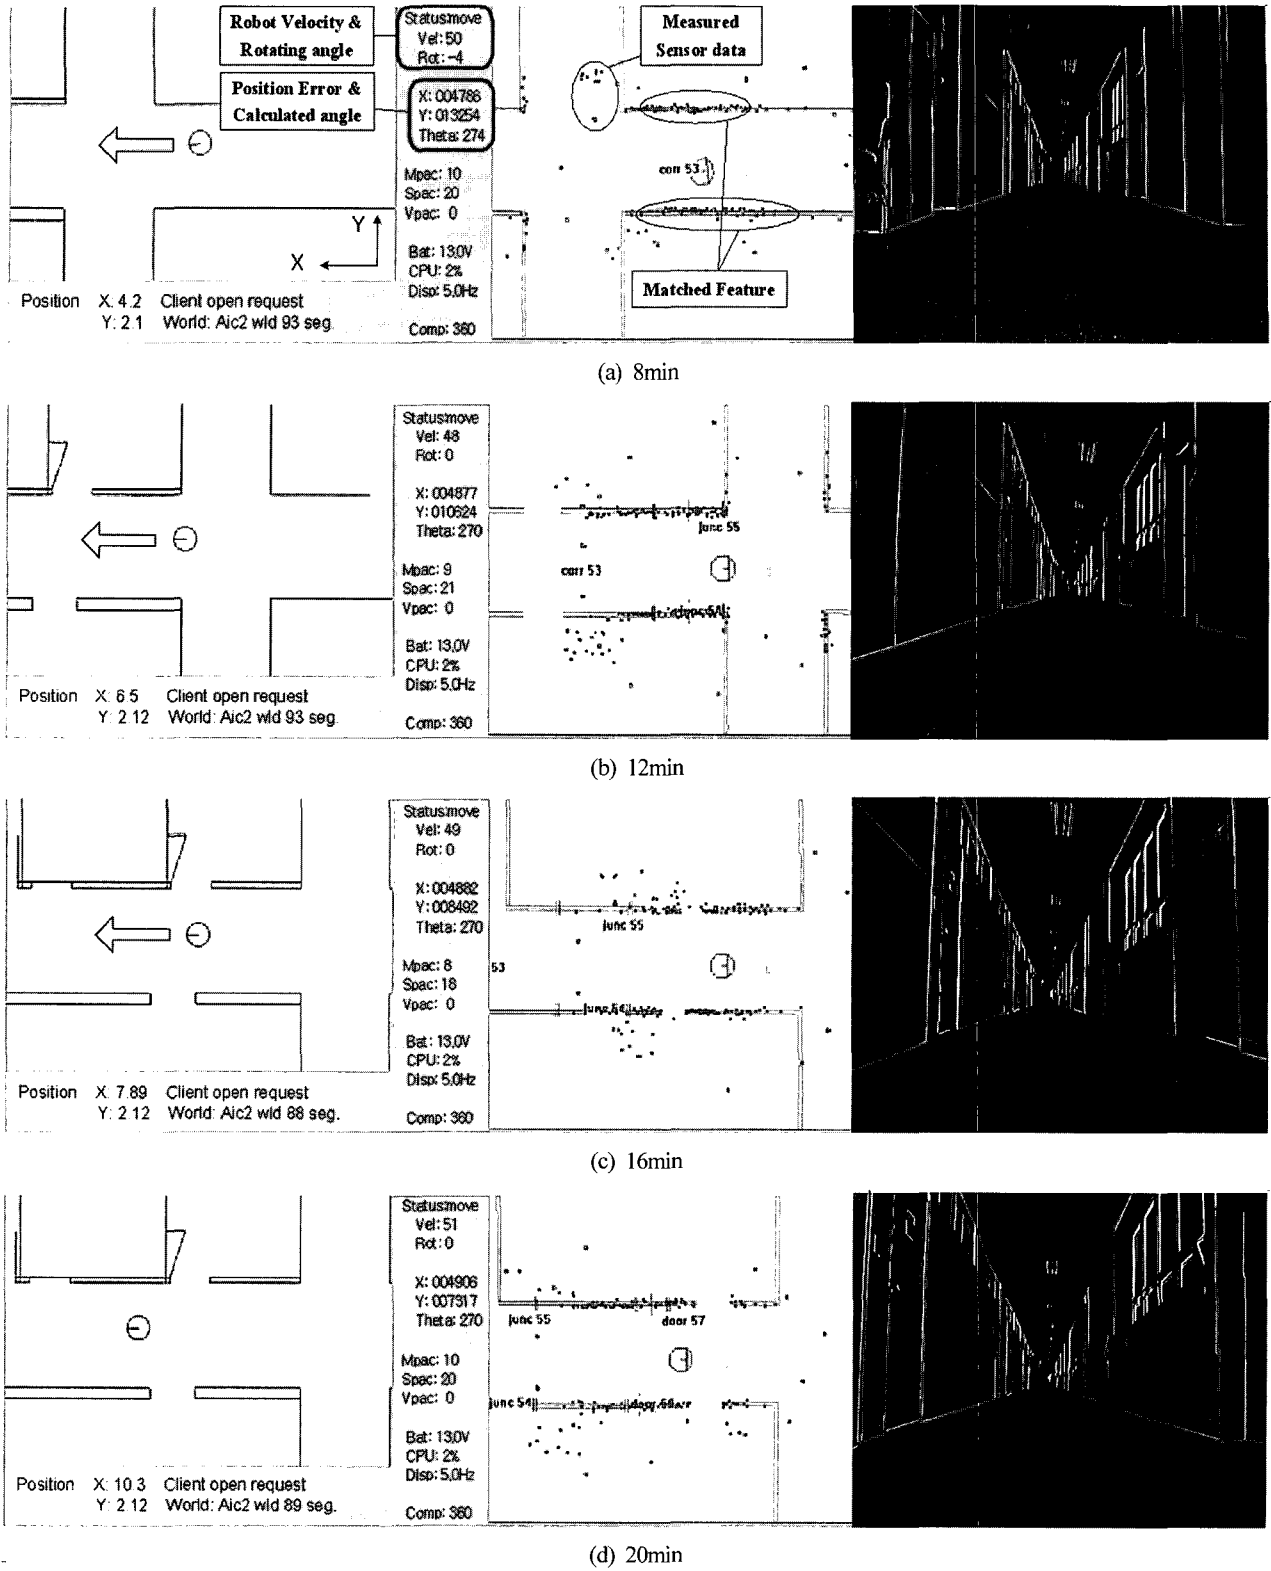 Robot Velocity &
Rotating angle
Position Error &
Calculated angle
Status:move
Vel: 50
Rot: -4
X: 004786
Y: 013254
Theta: 274
Mpac: 10
Spac: 20
Vpac: 0
Bat: 13.0V
CPU: 2%
Disp: 5.0Hz
Comp: 360
Measured
Sensor data
corr 53
Matched Feature
Y
X
Position X: 4.2 Client open request
Y: 2.1 World: Aic2 wld 93 seg.
(a) 8min
Status:move
Vel: 48
Rot: 0
X: 004877
Y: 010624
Theta: 270
Mpac: 9
Spac: 21
Vpac: 0
Bat: 13.0V
CPU: 2%
Disp: 5.0Hz
Comp: 360
junc 55
corr 53
Position X: 6.5 Client open request
Y: 2.12 World: Aic2 wld 93 seg.
(b) 12min
Status:move
Vel: 49
Rot: 0
X: 004882
Y: 008492
Theta: 270
Mpac: 8
Spac: 18
Vpac: 0
Bat: 13.0V
CPU: 2%
Disp: 5.0Hz
Comp: 360
junc 55
53
junc 54
Position X: 7.89 Client open request
Y: 2.12 World: Aic2 wld 88 seg.
(c) 16min
Status:move
Vel: 51
Rot: 0
X: 004906
Y: 007317
Theta: 270
Mpac: 10
Spac: 20
Vpac: 0
Bat: 13.0V
CPU: 2%
Disp: 5.0Hz
Comp: 360
junc 55
door 57
junc 54
Position X: 10.3 Client open request
Y: 2.12 World: Aic2 wld 89 seg.
(d) 20min